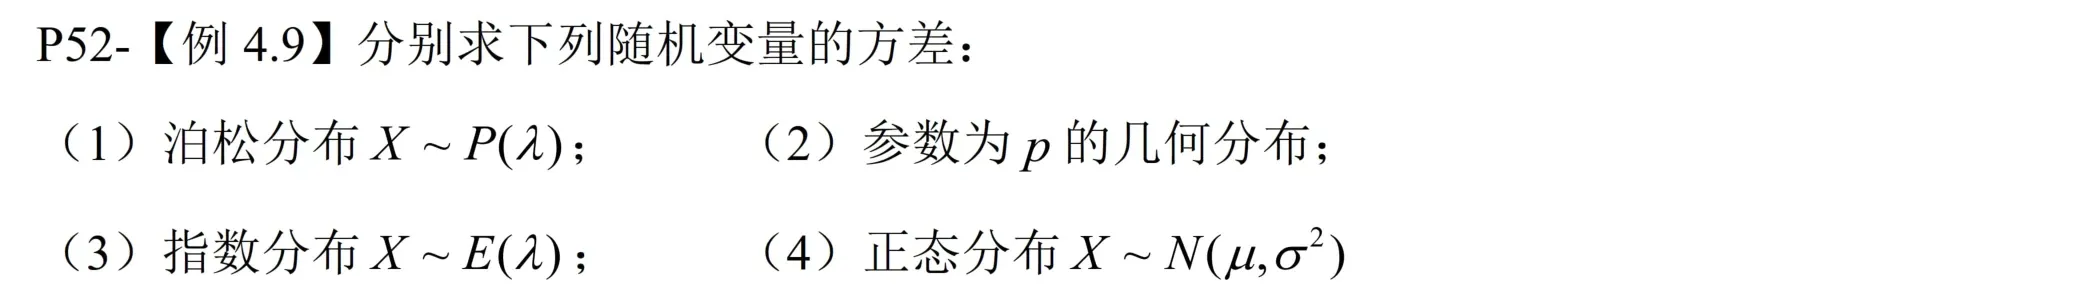 P52-【例 4.9】分别求下列随机变量的方差：
（1）泊松分布 X ~ P(λ)； （2）参数为 p 的几何分布；
（3）指数分布 X ~ E(λ)； （4）正态分布 X ~ N(μ,σ²)